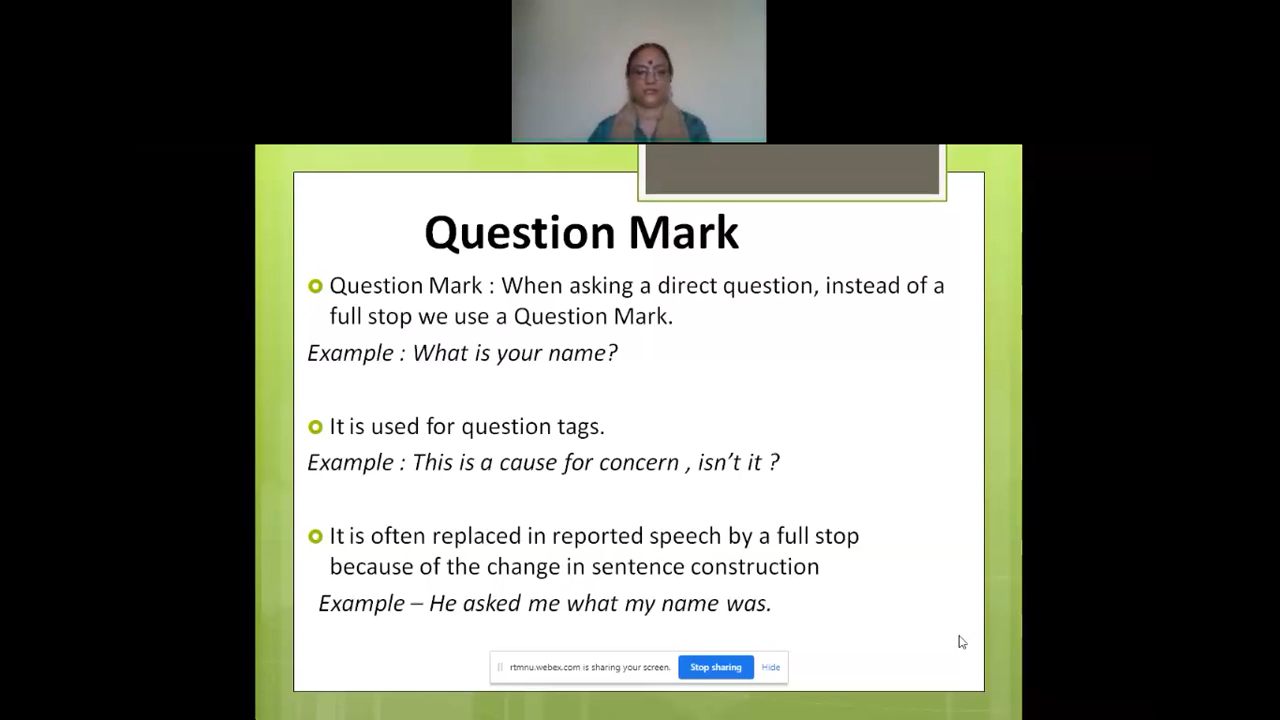 Question Mark
Question Mark : When asking a direct question, instead of a
full stop we use a Question Mark.
Example : What is your name?
It is used for question tags.
Example : This is a cause for concern , isn't it ?
It is often replaced in reported speech by a full stop
because of the change in sentence construction
Example – He asked me what my name was.
rtmnu.webex.com is sharing your screen. Stop sharing Hide